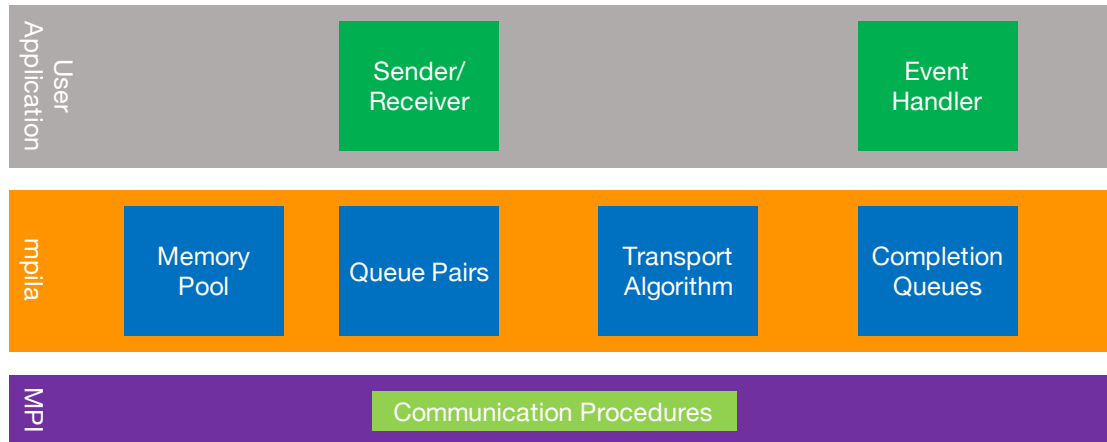 User
Application
Sender/
Receiver
Event
Handler
mpila
Memory
Pool
Queue Pairs
Transport
Algorithm
Completion
Queues
MPI
Communication Procedures